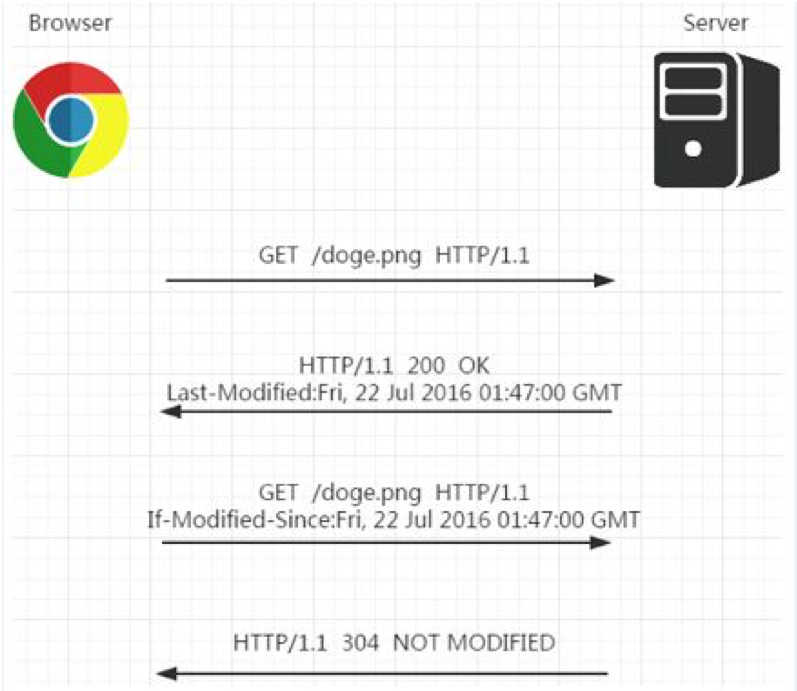 Browser
Server
GET /doge.png HTTP/1.1
HTTP/1.1 200 OK
Last-Modified:Fri, 22 Jul 2016 01:47:00 GMT
GET /doge.png HTTP/1.1
If-Modified-Since:Fri, 22 Jul 2016 01:47:00 GMT
HTTP/1.1 304 NOT MODIFIED